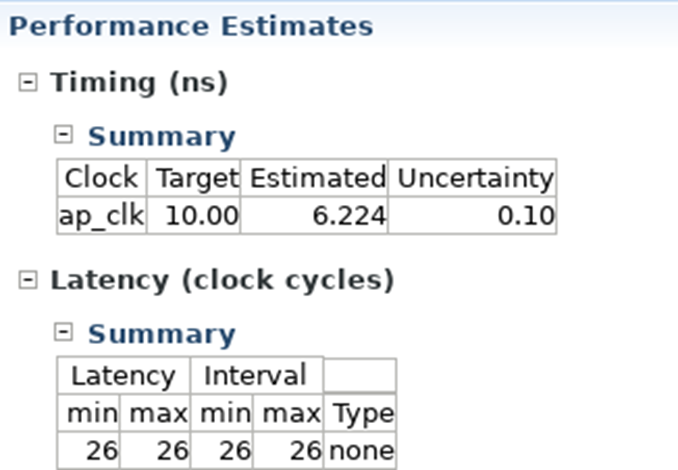 Performance Estimates
Timing (ns)
Summary
Clock Target Estimated Uncertainty
ap_clk 10.00 6.224 0.10
Latency (clock cycles)
Summary
Latency Interval
min max min max Type
26 26 26 26 none